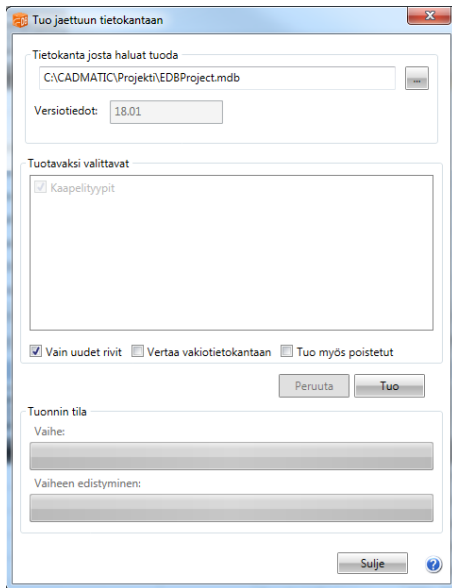 Tuo jaettuun tietokantaan
Tietokanta josta haluat tuoda
C:\CADMATIC\Projekti\EDBProject.mdb
...
Versiotiedot: 18.01
Tuotavaksi valittavat
Kaapelityypit
Vain uudet rivit Vertaa vakiotietokantaan Tuo myös poistetut
Peruuta Tuo
Tuonnin tila
Vaihe:
Vaiheen edistyminen:
Sulje ?